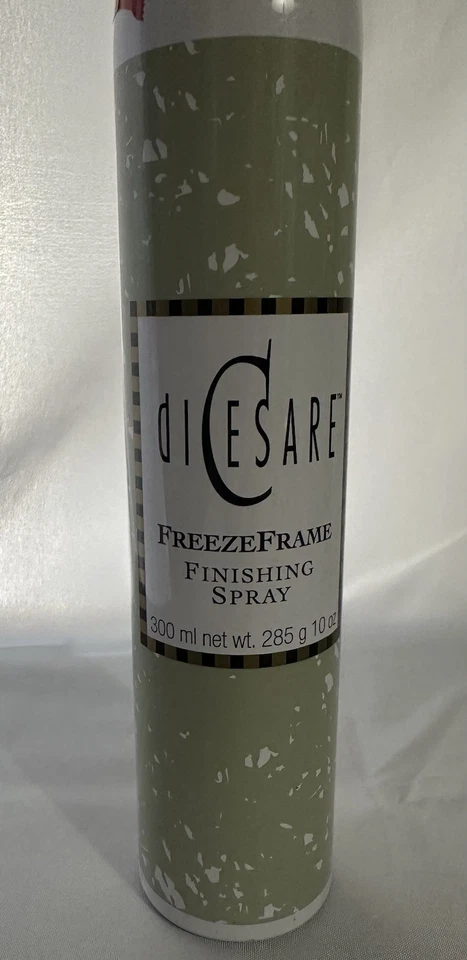 diCESARE™
FREEZEFRAME
FINISHING
SPRAY
300 ml net wt. 285 g 10 oz